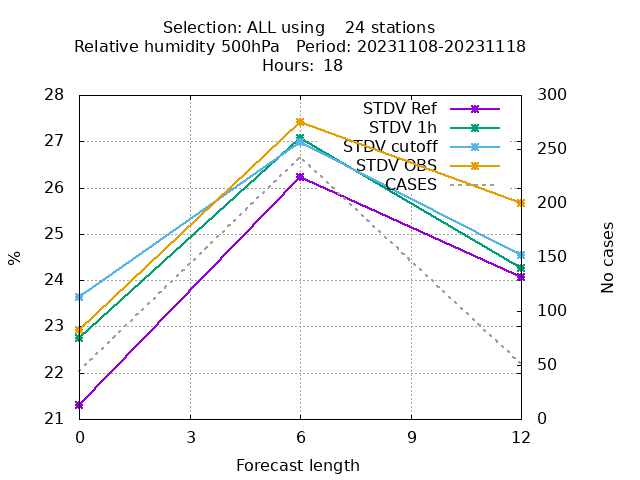 Selection: ALL using    24 stations
Relative humidity 500hPa   Period: 20231108-20231118
Hours: 18
STDV Ref
STDV 1h
STDV cutoff
STDV OBS
CASES
28
27
26
25
24
23
22
21
300
250
200
150
100
50
0
%
No cases
0 3 6 9 12
Forecast length